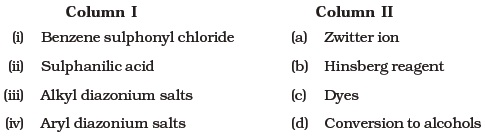 Column I Column II
(i) Benzene sulphonyl chloride (a) Zwitter ion
(ii) Sulphanilic acid (b) Hinsberg reagent
(iii) Alkyl diazonium salts (c) Dyes
(iv) Aryl diazonium salts (d) Conversion to alcohols